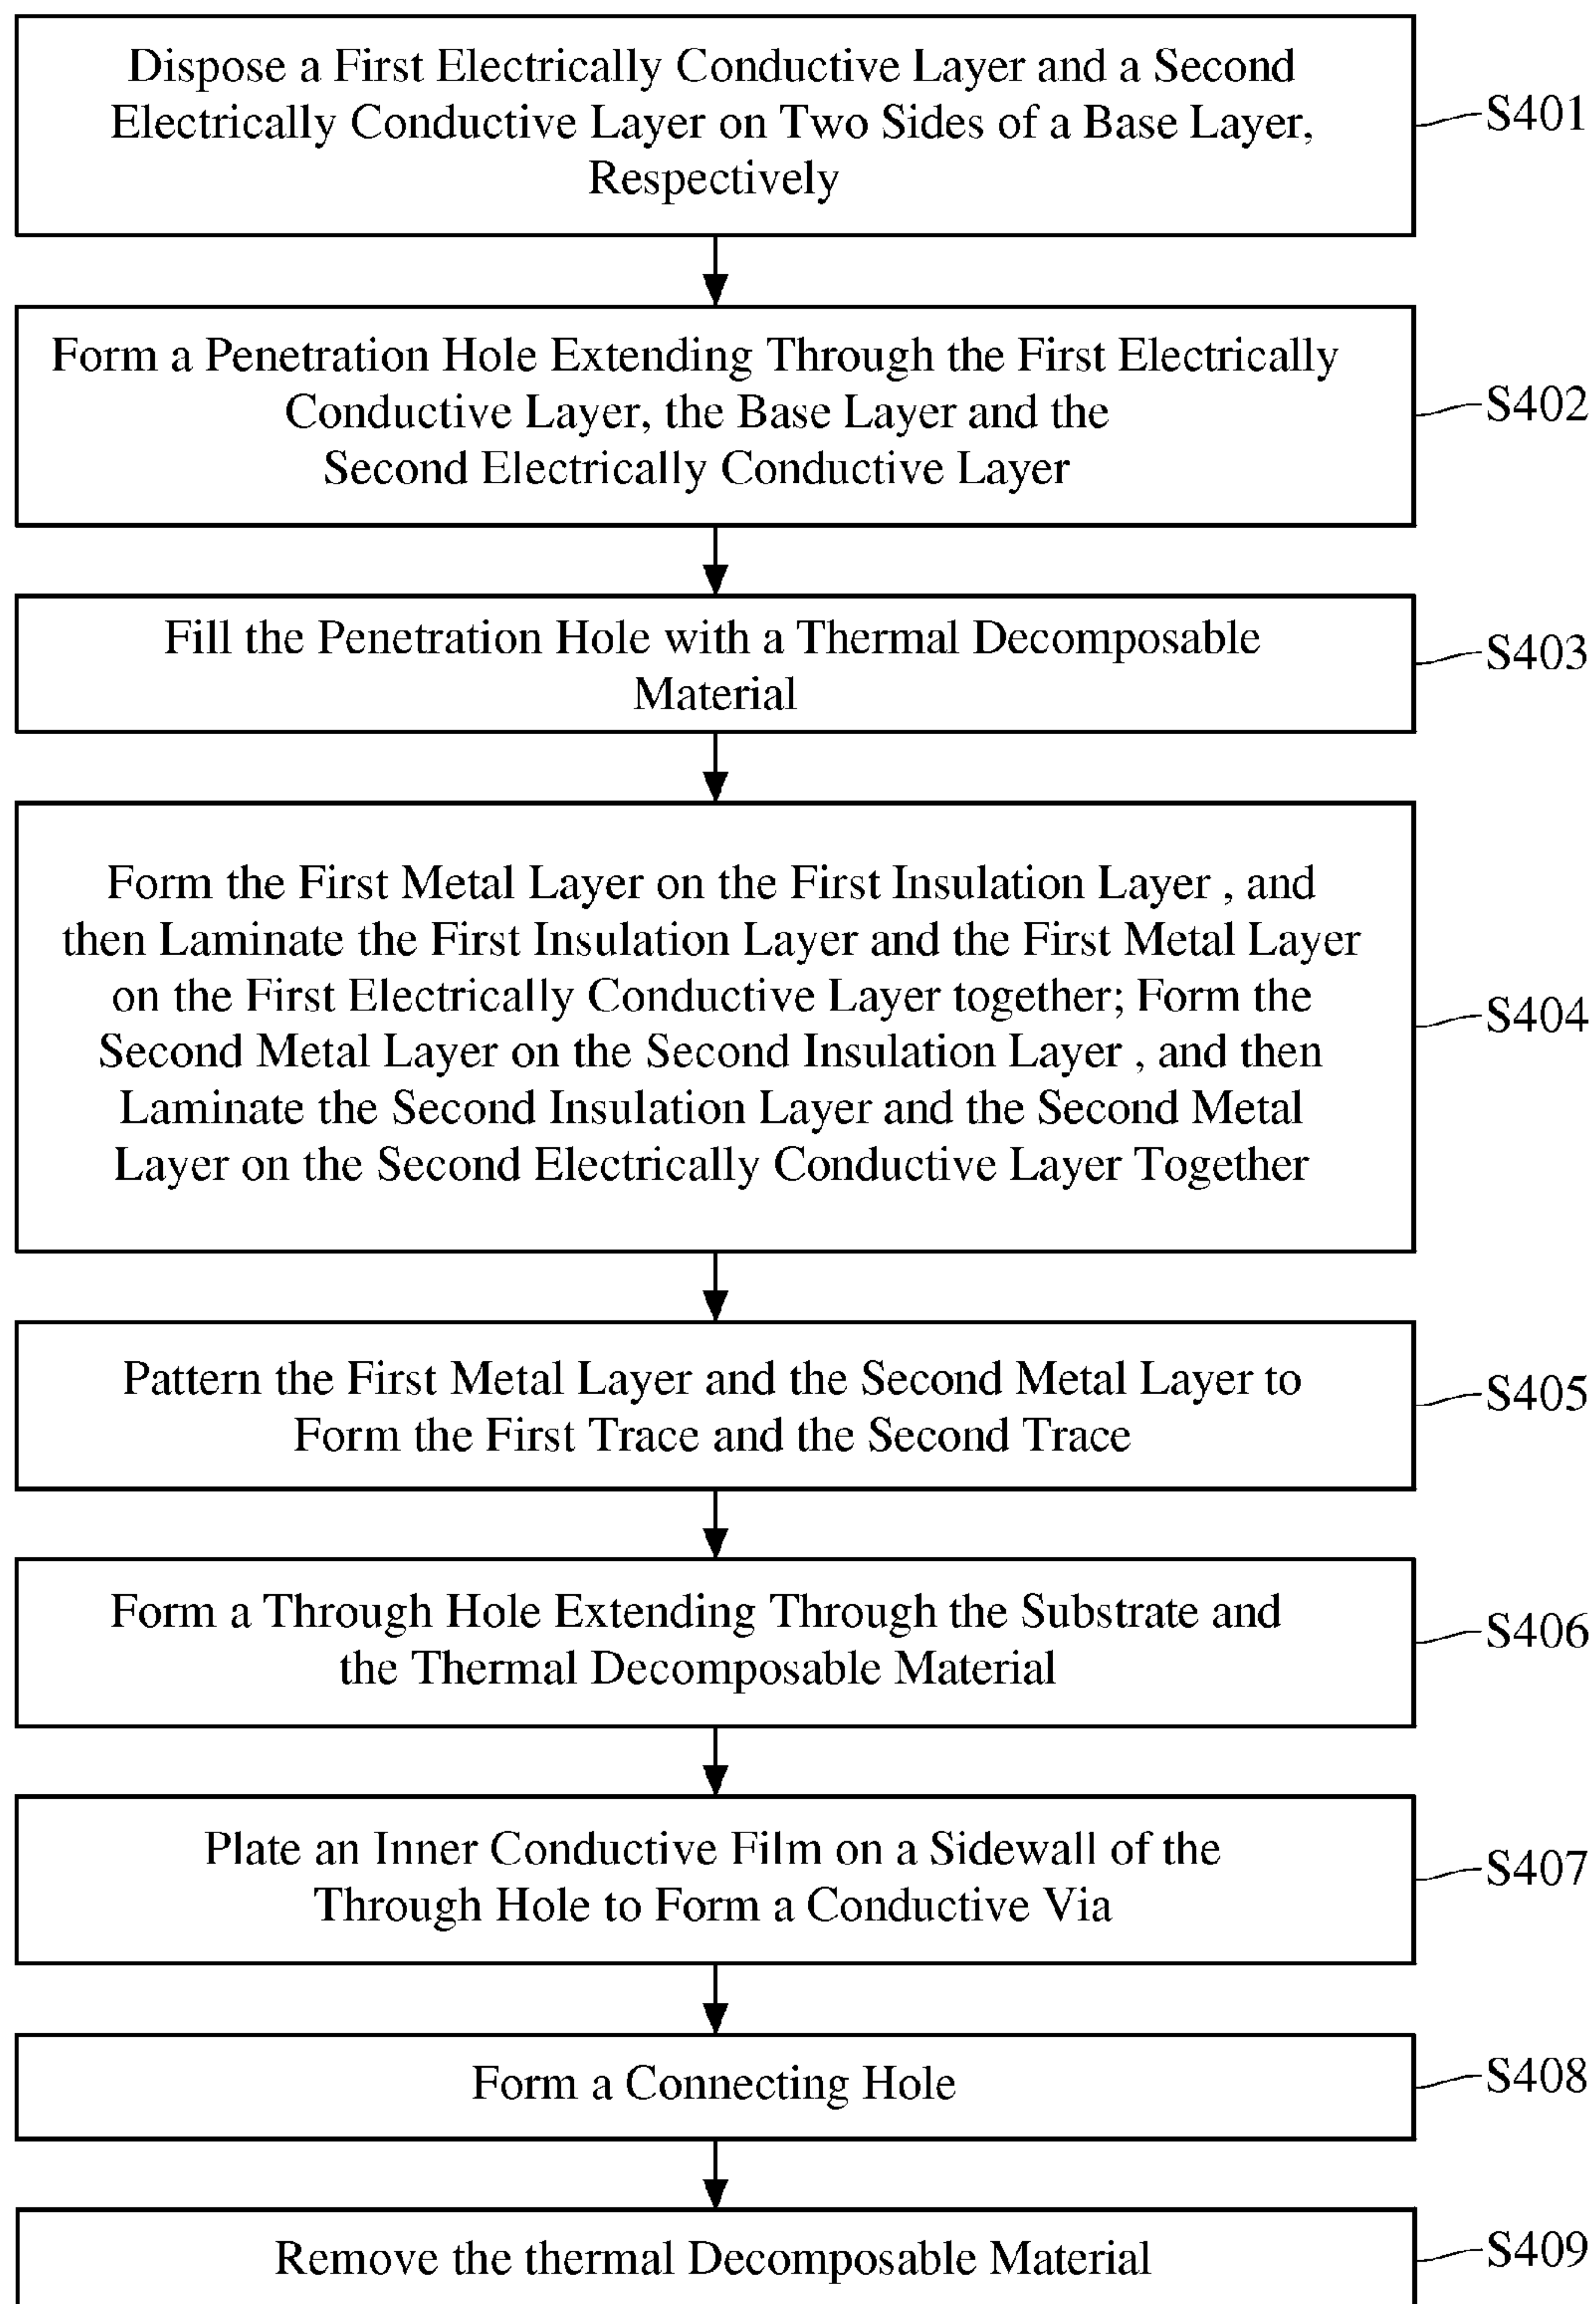 Dispose a First Electrically Conductive Layer and a Second
Electrically Conductive Layer on Two Sides of a Base Layer,
Respectively
S401
Form a Penetration Hole Extending Through the First Electrically
Conductive Layer, the Base Layer and the
Second Electrically Conductive Layer
S402
Fill the Penetration Hole with a Thermal Decomposable
Material
S403
Form the First Metal Layer on the First Insulation Layer , and
then Laminate the First Insulation Layer and the First Metal Layer
on the First Electrically Conductive Layer together; Form the
Second Metal Layer on the Second Insulation Layer , and then
Laminate the Second Insulation Layer and the Second Metal
Layer on the Second Electrically Conductive Layer Together
S404
Pattern the First Metal Layer and the Second Metal Layer to
Form the First Trace and the Second Trace
S405
Form a Through Hole Extending Through the Substrate and
the Thermal Decomposable Material
S406
Plate an Inner Conductive Film on a Sidewall of the
Through Hole to Form a Conductive Via
S407
Form a Connecting Hole
S408
Remove the thermal Decomposable Material
S409